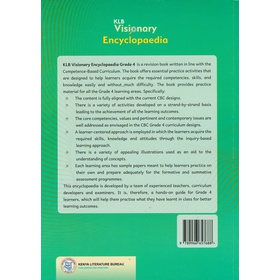 KLB
Visionary
Encyclopaedia
KLB Visionary Encyclopaedia Grade 4 is a revision book written in line with the
Competence-Based Curriculum. The book offers essential practice activities that are
designed to help learners acquire the required competencies, skills, and
knowledge easily and without much difficulty. The book provides practice
material for all the Grade 4 learning areas. Specifically:
• The content is fully aligned with the current CBC designs.
• There is a variety of activities developed on a strand-by-strand basis
leading to the achievement of all the learning outcomes.
• The core competencies, values and pertinent and contemporary issues are
well addressed as envisaged in the CBC Grade 4 curriculum designs.
• A learner-centered approach is employed in which the learners acquire the
required skills, knowledge and attitudes through the inquiry-based
learning approach.
• There is a variety of appealing illustrations used as an aid to the
understanding of concepts.
• Each learning area has sample papers meant to help learners practice on
their own and prepare adequately for the formative and summative
assessment programmes.
This encyclopaedia is developed by a team of experienced teachers, curriculum
developers and examiners. It is, therefore, a hands-on guide for Grade 4
learners, which will help them practise what they have learnt in class for better
learning outcomes.
KENYA LITERATURE BUREAU